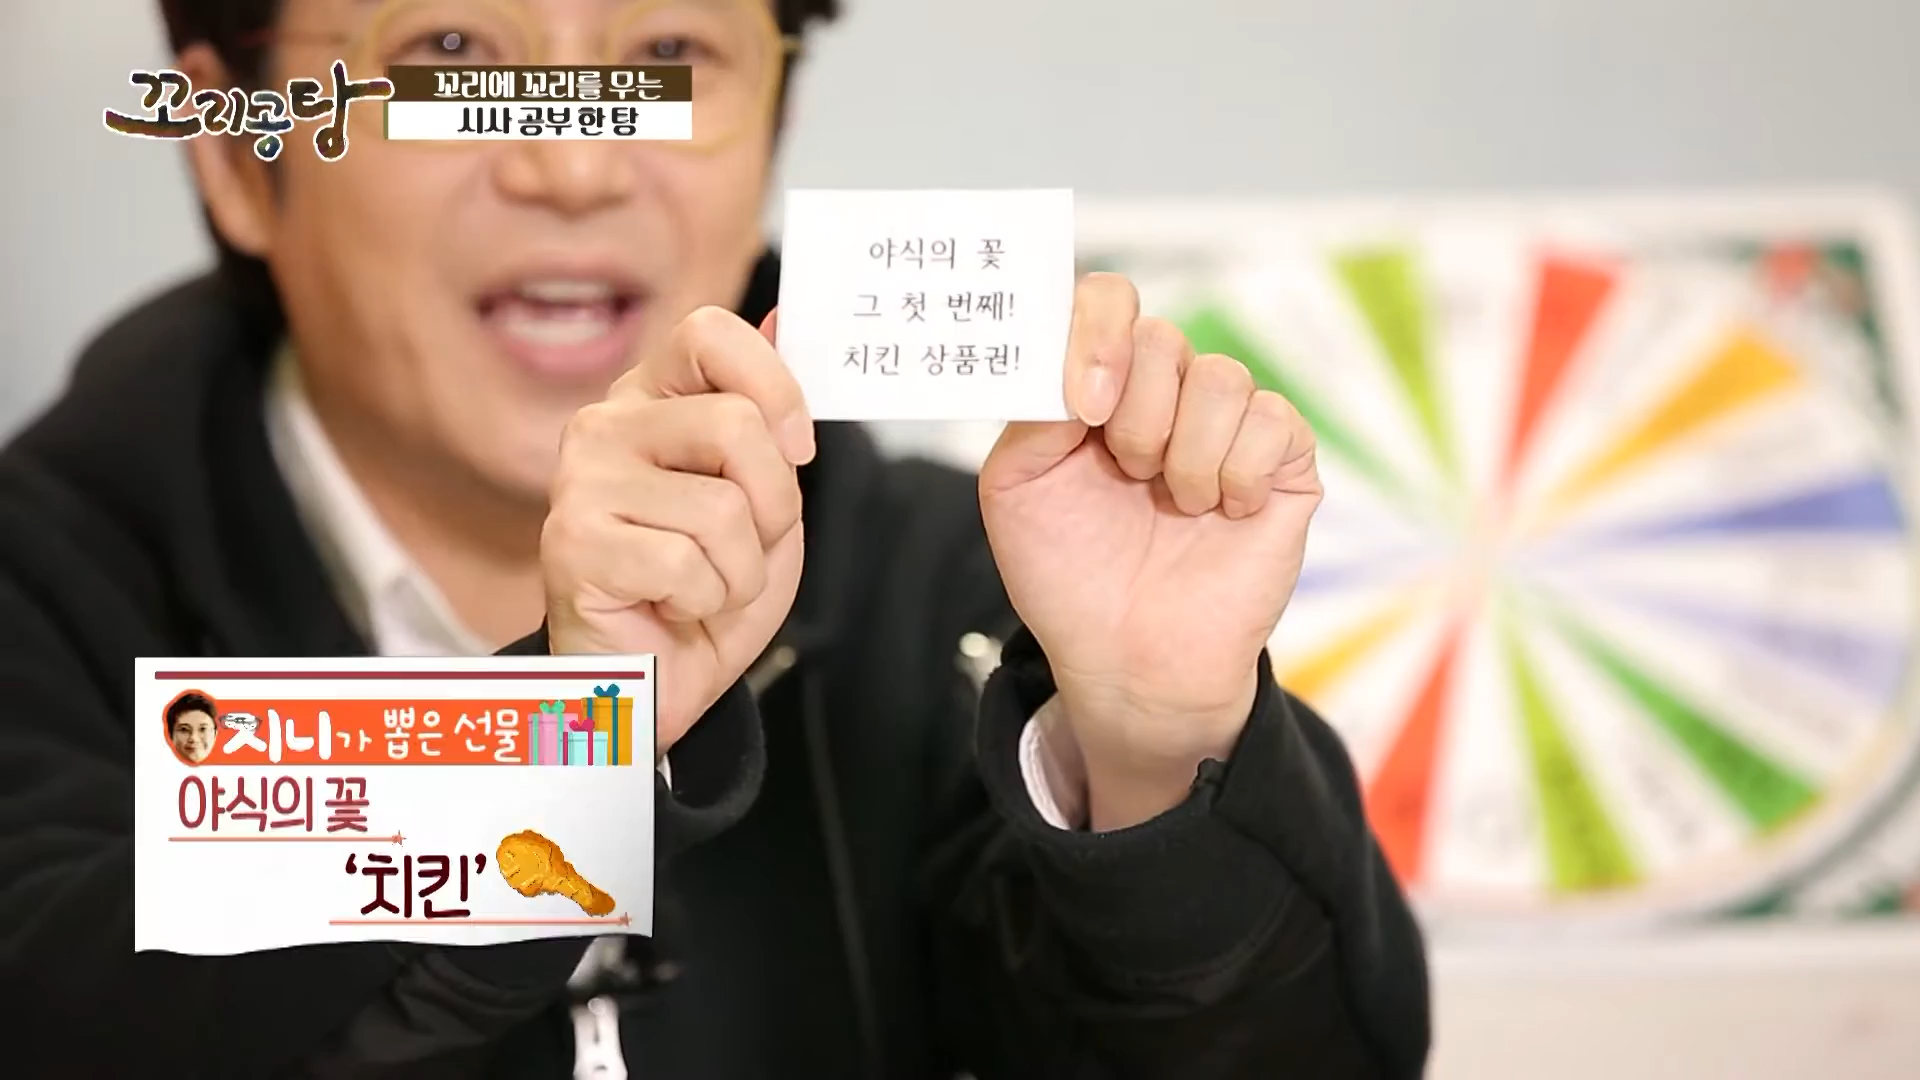 꼬리공탕
꼬리에 꼬리를 무는
시사 공부 한 탕
야식의 꽃
그 첫 번째!
치킨 상품권!
지니가 뽑은 선물
야식의 꽃
‘치킨’